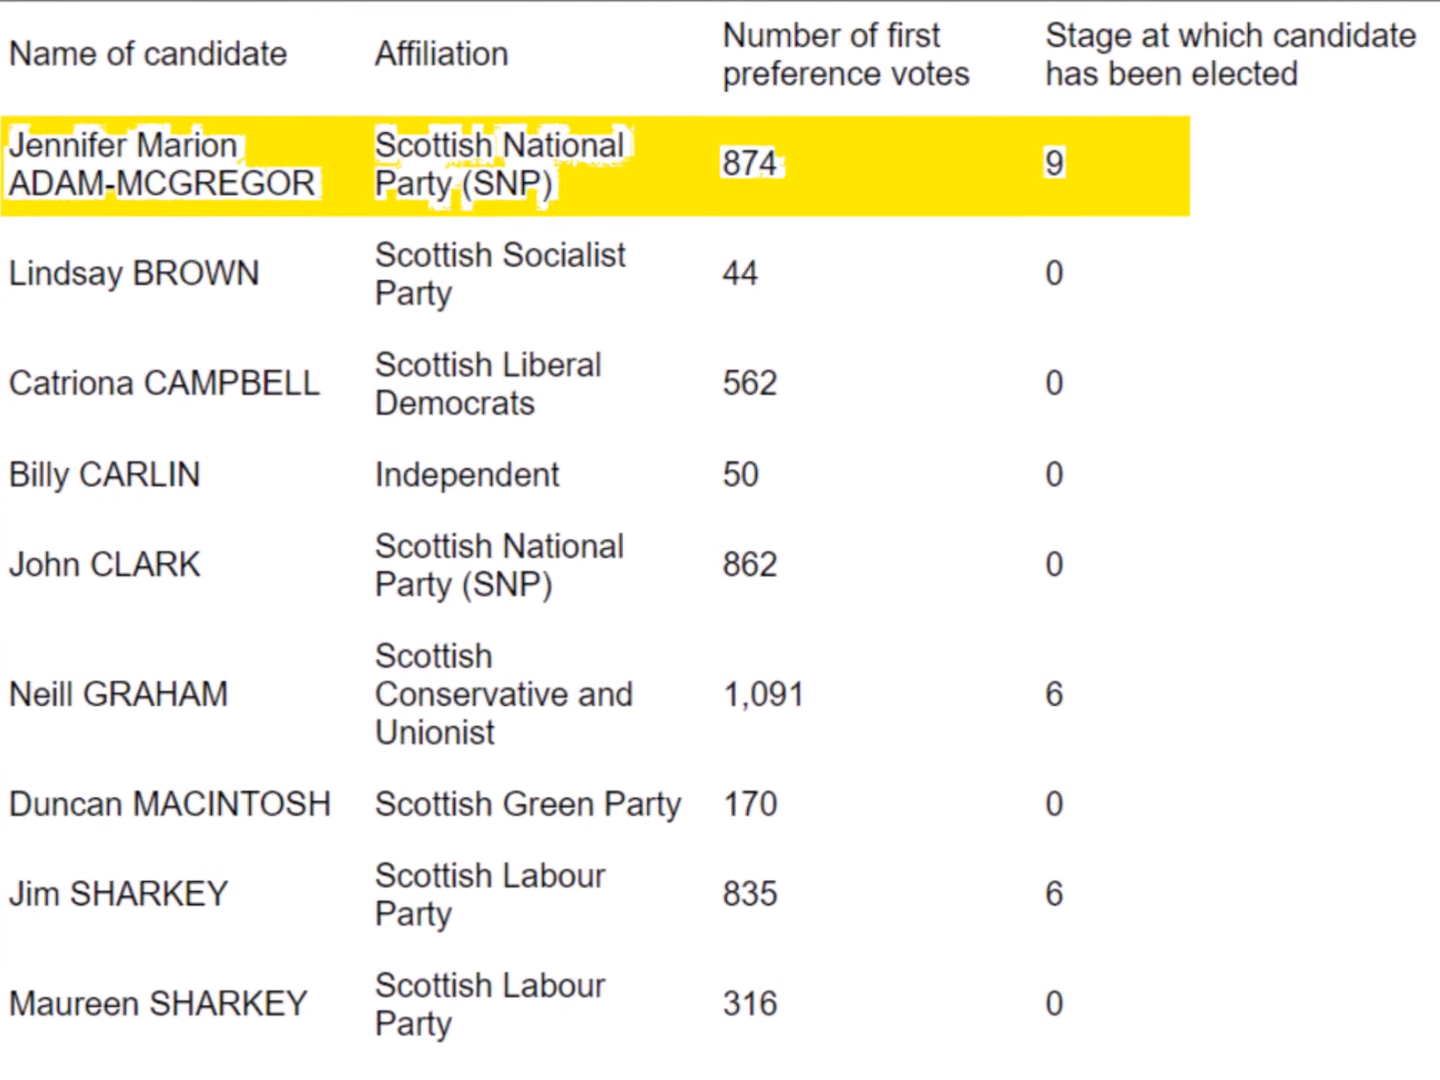 Name of candidate Affiliation Number of first preference votes Stage at which candidate has been elected
Jennifer Marion ADAM-MCGREGOR Scottish National Party (SNP) 874 9
Lindsay BROWN Scottish Socialist Party 44 0
Catriona CAMPBELL Scottish Liberal Democrats 562 0
Billy CARLIN Independent 50 0
John CLARK Scottish National Party (SNP) 862 0
Neill GRAHAM Scottish Conservative and Unionist 1,091 6
Duncan MACINTOSH Scottish Green Party 170 0
Jim SHARKEY Scottish Labour Party 835 6
Maureen SHARKEY Scottish Labour Party 316 0